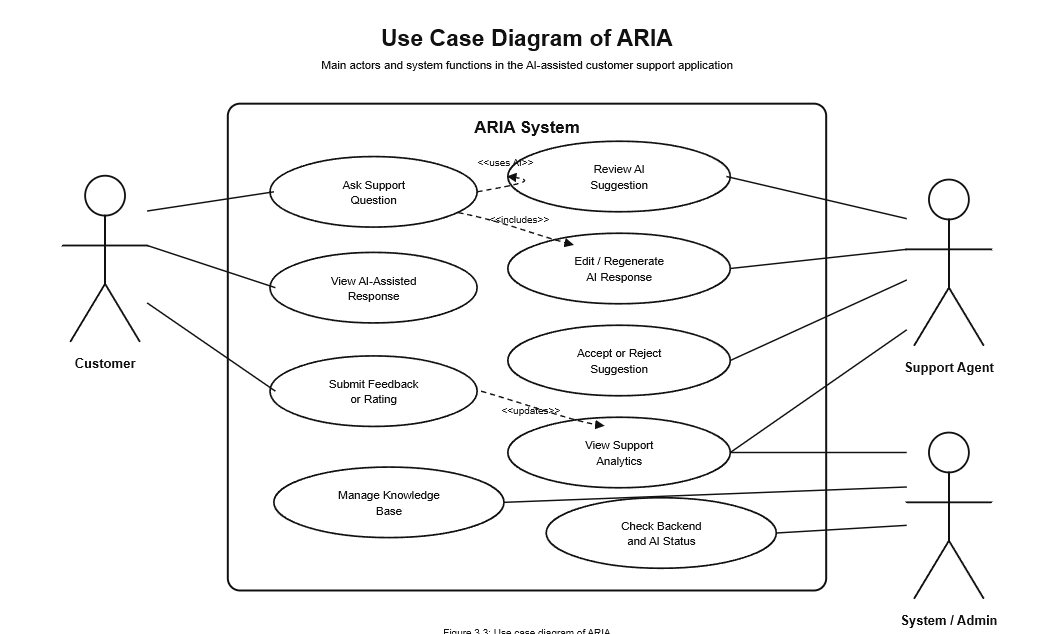 Use Case Diagram of ARIA
Main actors and system functions in the AI-assisted customer support application
ARIA System
<<uses AI>>
Ask Support
Question
Review AI
Suggestion
<<includes>>
Edit / Regenerate
AI Response
View AI-Assisted
Response
Accept or Reject
Suggestion
Customer
Support Agent
Submit Feedback
or Rating
<<updates>>
View Support
Analytics
Manage Knowledge
Base
Check Backend
and AI Status
System / Admin
Figure 3.3: Use case diagram of ARIA